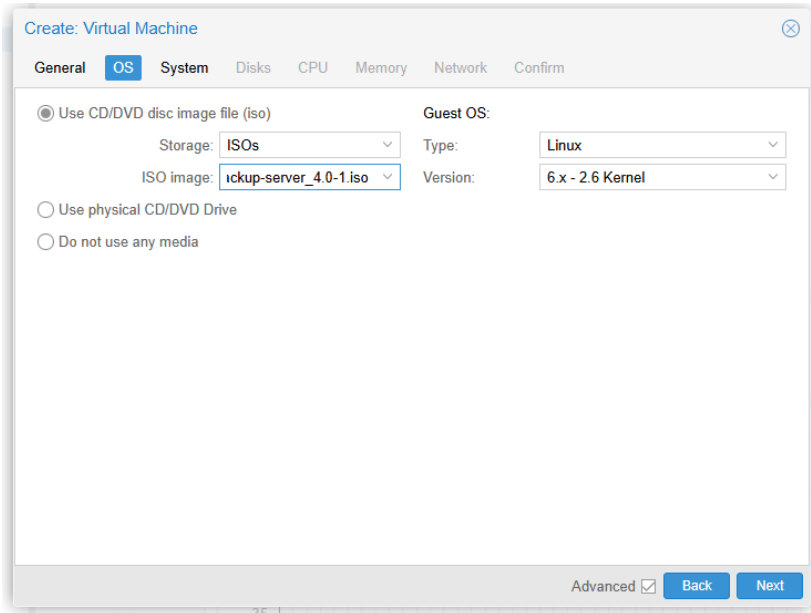 Create: Virtual Machine
General OS System Disks CPU Memory Network Confirm
Use CD/DVD disc image file (iso) Guest OS:
Storage: ISOs Type: Linux
ISO image: ickup-server_4.0-1.iso Version: 6.x - 2.6 Kernel
Use physical CD/DVD Drive
Do not use any media
Advanced Back Next
35